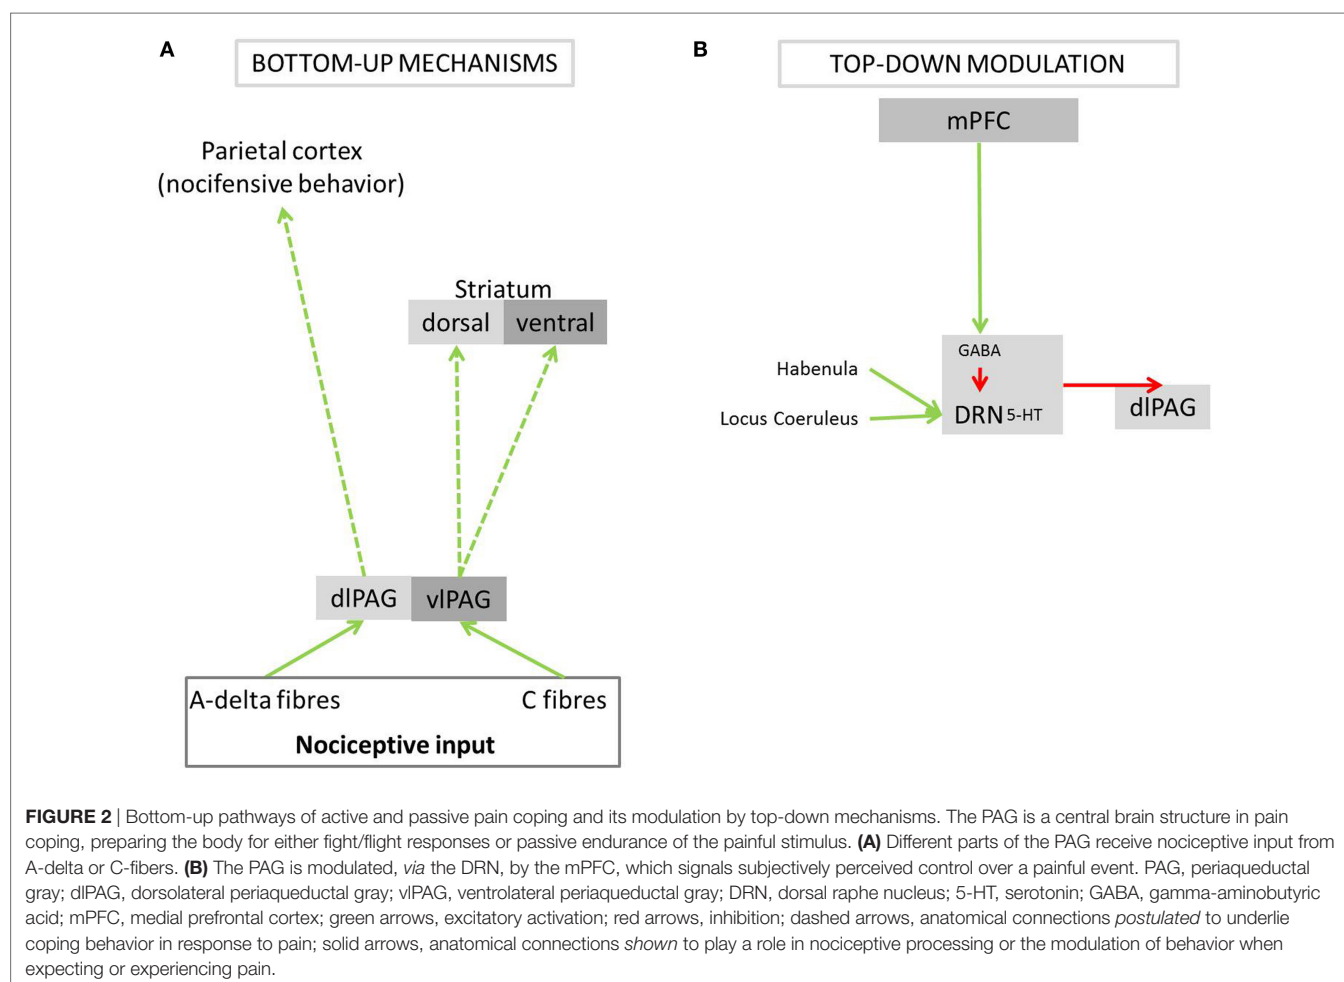 A
BOTTOM-UP MECHANISMS
Parietal cortex
(nocifensive behavior)
Striatum
dorsal
ventral
dlPAG
vlPAG
A-delta fibres
C fibres
Nociceptive input
B
TOP-DOWN MODULATION
mPFC
GABA
Habenula
Locus Coeruleus
DRN 5-HT
dlPAG
FIGURE 2 | Bottom-up pathways of active and passive pain coping and its modulation by top-down mechanisms. The PAG is a central brain structure in pain
coping, preparing the body for either fight/flight responses or passive endurance of the painful stimulus. (A) Different parts of the PAG receive nociceptive input from
A-delta or C-fibers. (B) The PAG is modulated, via the DRN, by the mPFC, which signals subjectively perceived control over a painful event. PAG, periaqueductal
gray; dlPAG, dorsolateral periaqueductal gray; vlPAG, ventrolateral periaqueductal gray; DRN, dorsal raphe nucleus; 5-HT, serotonin; GABA, gamma-aminobutyric
acid; mPFC, medial prefrontal cortex; green arrows, excitatory activation; red arrows, inhibition; dashed arrows, anatomical connections postulated to underlie
coping behavior in response to pain; solid arrows, anatomical connections shown to play a role in nociceptive processing or the modulation of behavior when
expecting or experiencing pain.